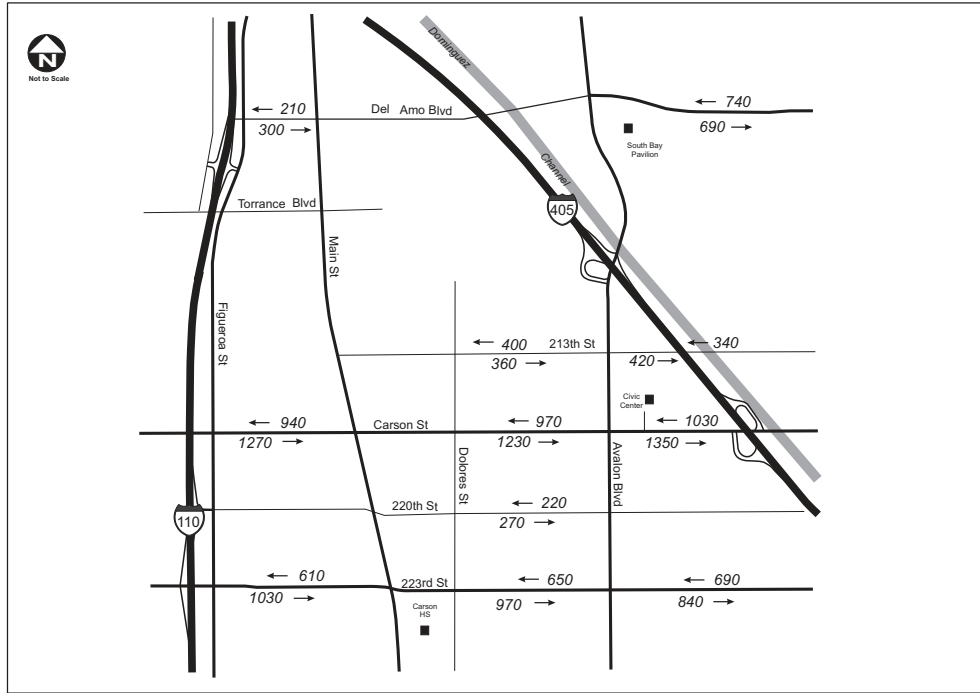 N
Not to Scale
Dominguez
Channel
← 210
300 →
Del Amo Blvd
← 740
690 →
South Bay
Pavilion
405
Torrance Blvd
Main St
Figueroa St
← 400
213th St
← 340
360 →
420 →
Civic
Center
← 940
Carson St
← 970
← 1030
1270 →
1230 →
1350 →
Dolores St
Avalon Blvd
220th St
← 220
270 →
110
← 610
223rd St
← 650
← 690
1030 →
970 →
840 →
Carson
HS